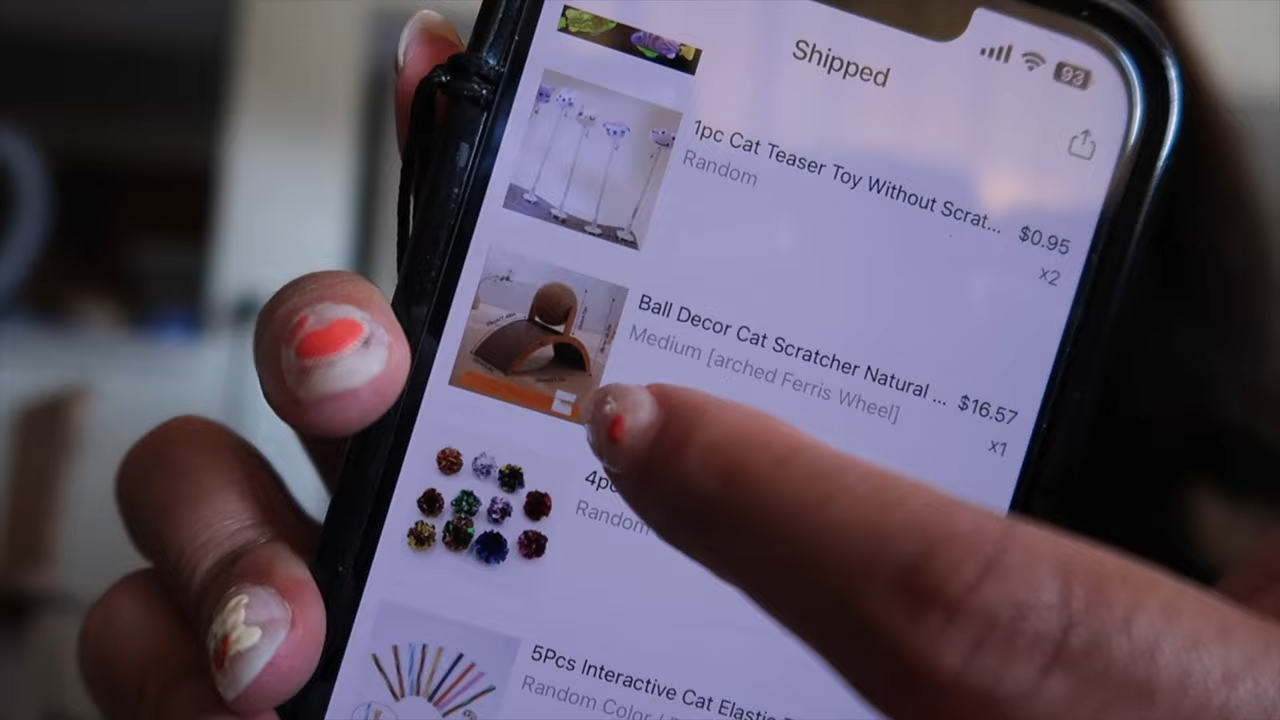 Shipped
93
1pc Cat Teaser Toy Without Scrat...
Random
$0.95
x2
Ball Decor Cat Scratcher Natural ...
Medium [arched Ferris Wheel]
$16.57
x1
Random
5Pcs Interactive Cat Elastic
Random Color /